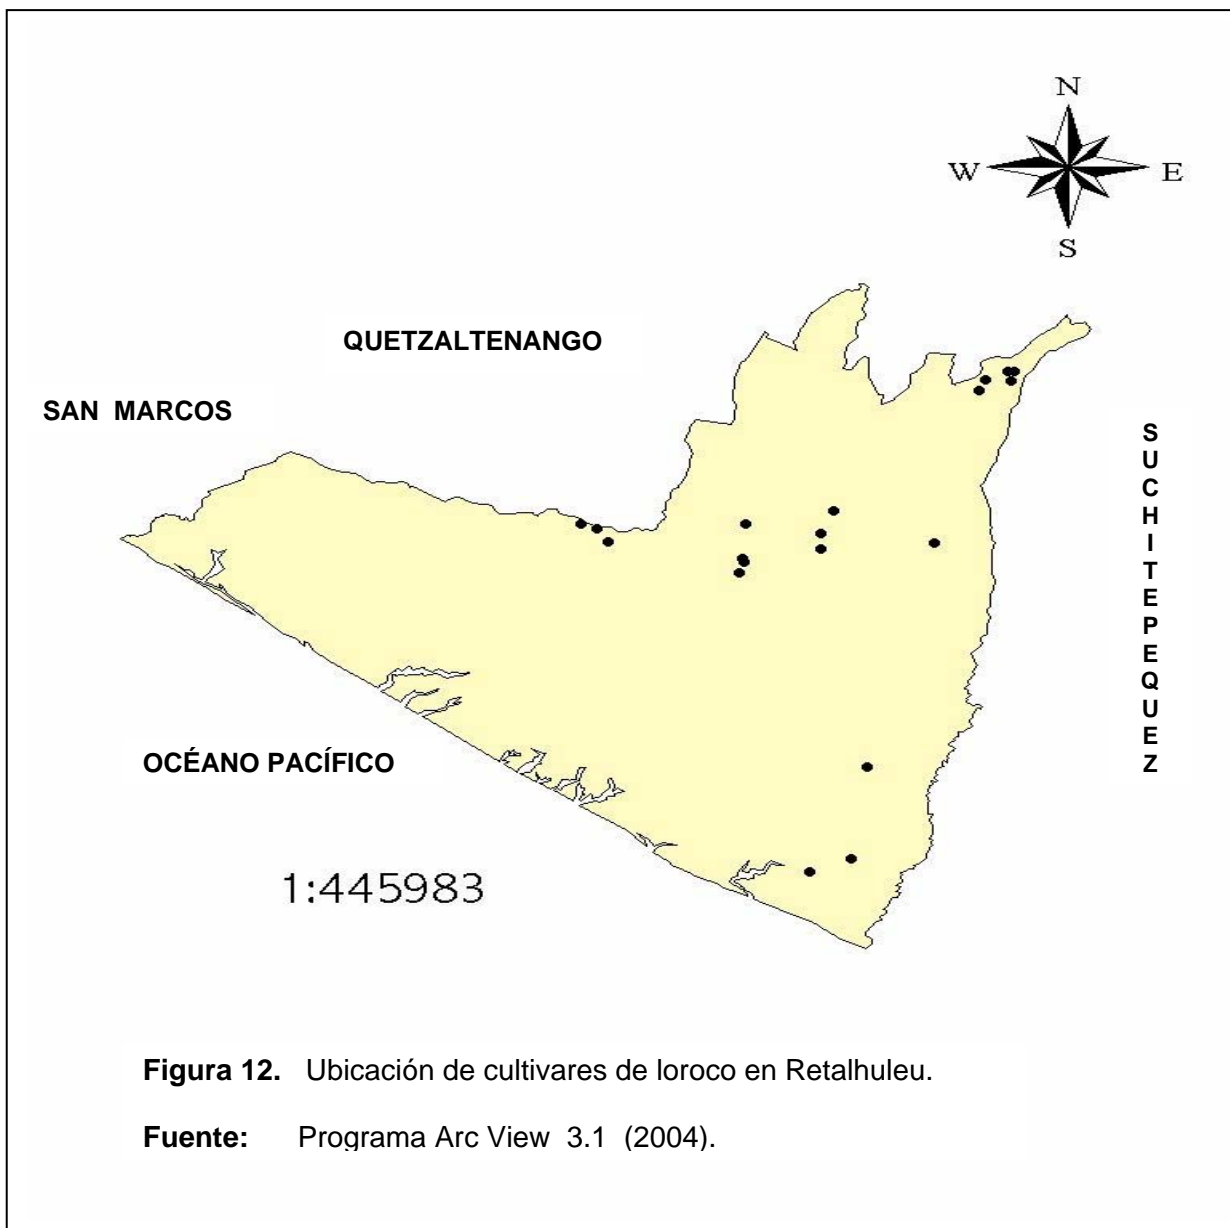 N
W E
S
QUETZALTENANGO
SAN MARCOS
SUCHITEPEQUEZ
OCÉANO PACÍFICO
1:445983
Figura 12. Ubicación de cultivares de loroco en Retalhuleu.
Fuente: Programa Arc View 3.1 (2004).